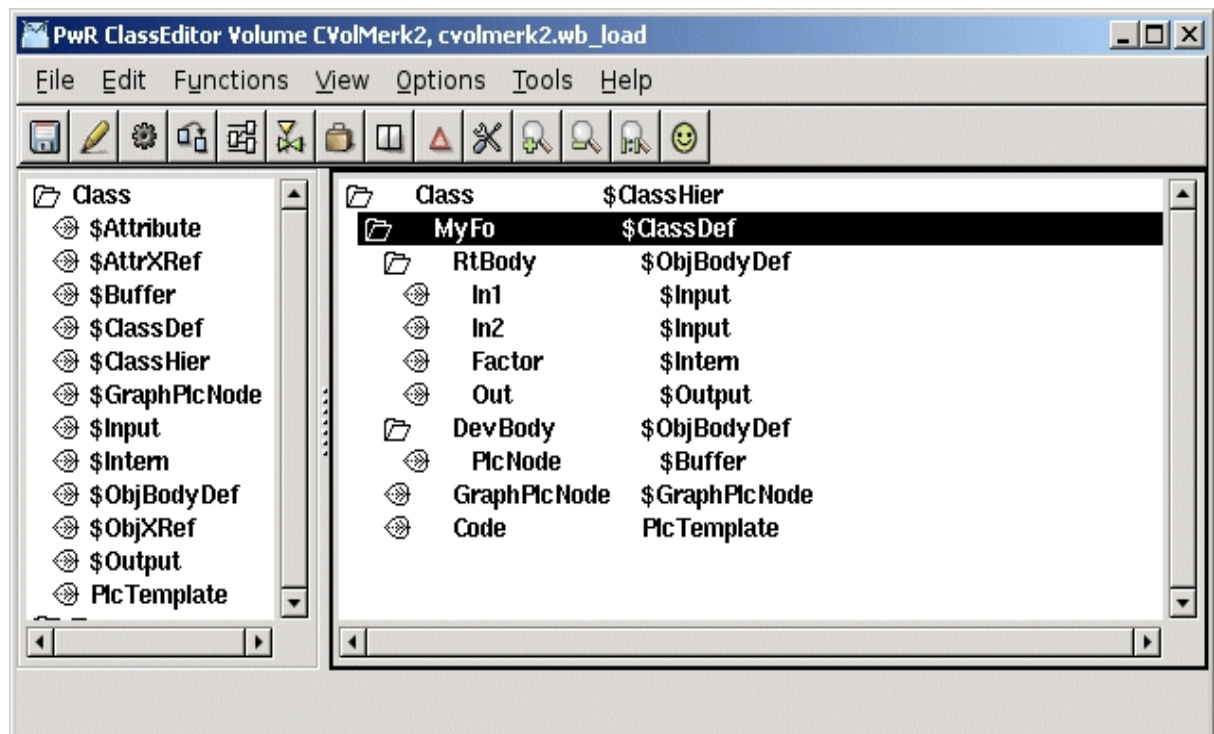 PwR ClassEditor Volume CVolMerk2, cvolmerk2.wb_load
File Edit Functions View Options Tools Help
Class
$Attribute
$AttrXRef
$Buffer
$ClassDef
$ClassHier
$GraphPlcNode
$Input
$Intern
$ObjBodyDef
$ObjXRef
$Output
PlcTemplate
Class $ClassHier
MyFo $ClassDef
RtBody $ObjBodyDef
In1 $Input
In2 $Input
Factor $Intern
Out $Output
DevBody $ObjBodyDef
PlcNode $Buffer
GraphPlcNode $GraphPlcNode
Code PlcTemplate